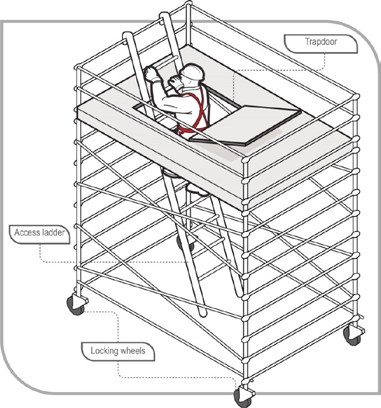 Trapdoor
Access ladder
Locking wheels